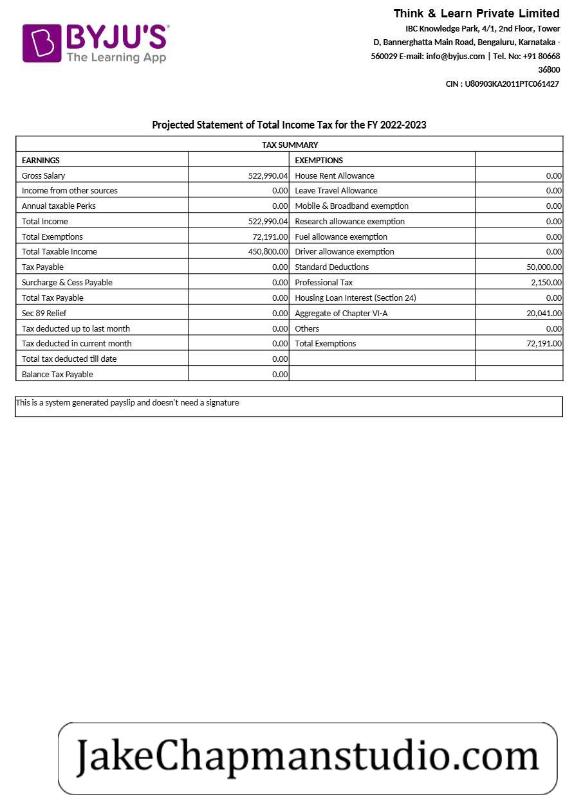 BYJU'S
The Learning App
Think & Learn Private Limited
IBC Knowledge Park, 4/1, 2nd Floor, Tower
D, Bannerghatta Main Road, Bengaluru, Karnataka -
560029 E-mail: info@byjus.com | Tel. No: +91 80668
36800
CIN : U80903KA2011PTC061427
Projected Statement of Total Income Tax for the FY 2022-2023
TAX SUMMARY
EARNINGS EXEMPTIONS
Gross Salary 522,990.04 House Rent Allowance 0.00
Income from other sources 0.00 Leave Travel Allowance 0.00
Annual taxable Perks 0.00 Mobile & Broadband exemption 0.00
Total Income 522,990.04 Research allowance exemption 0.00
Total Exemptions 72,191.00 Fuel allowance exemption 0.00
Total Taxable Income 450,800.00 Driver allowance exemption 0.00
Tax Payable 0.00 Standard Deductions 50,000.00
Surcharge & Cess Payable 0.00 Professional Tax 2,150.00
Total Tax Payable 0.00 Housing Loan Interest (Section 24) 0.00
Sec 89 Relief 0.00 Aggregate of Chapter VI-A 20,041.00
Tax deducted up to last month 0.00 Others 0.00
Tax deducted in current month 0.00 Total Exemptions 72,191.00
Total tax deducted till date 0.00
Balance Tax Payable 0.00
This is a system generated payslip and doesn't need a signature
JakeChapmanstudio.com